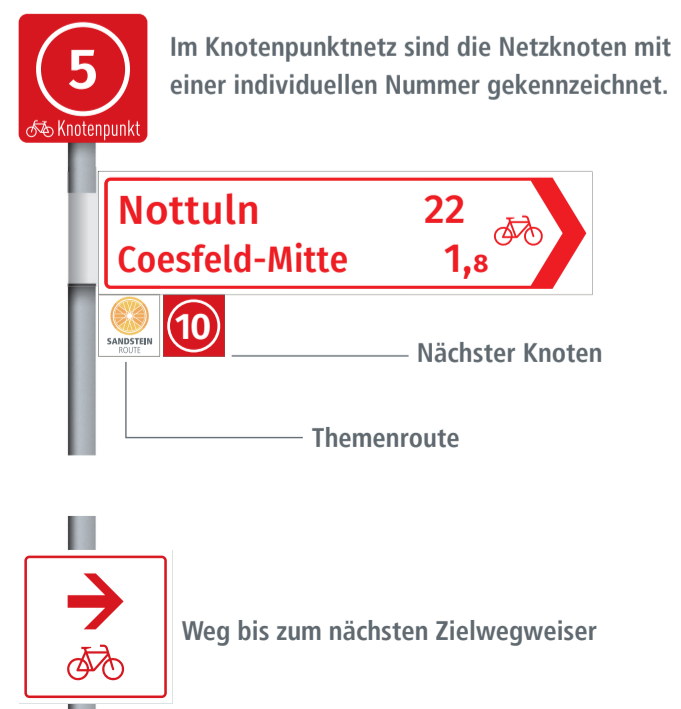 5
Knotenpunkt
Im Knotenpunktnetz sind die Netzknoten mit
einer individuellen Nummer gekennzeichnet.
Nottuln 22
Coesfeld-Mitte 1,8
SANDSTEIN
ROUTE
10
Nächster Knoten
Themenroute
Weg bis zum nächsten Zielwegweiser